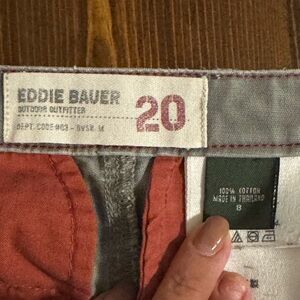 EDDIE BAUER
OUTDOOR OUTFITTER
20
100% COTTON
MADE IN THAILAND
8